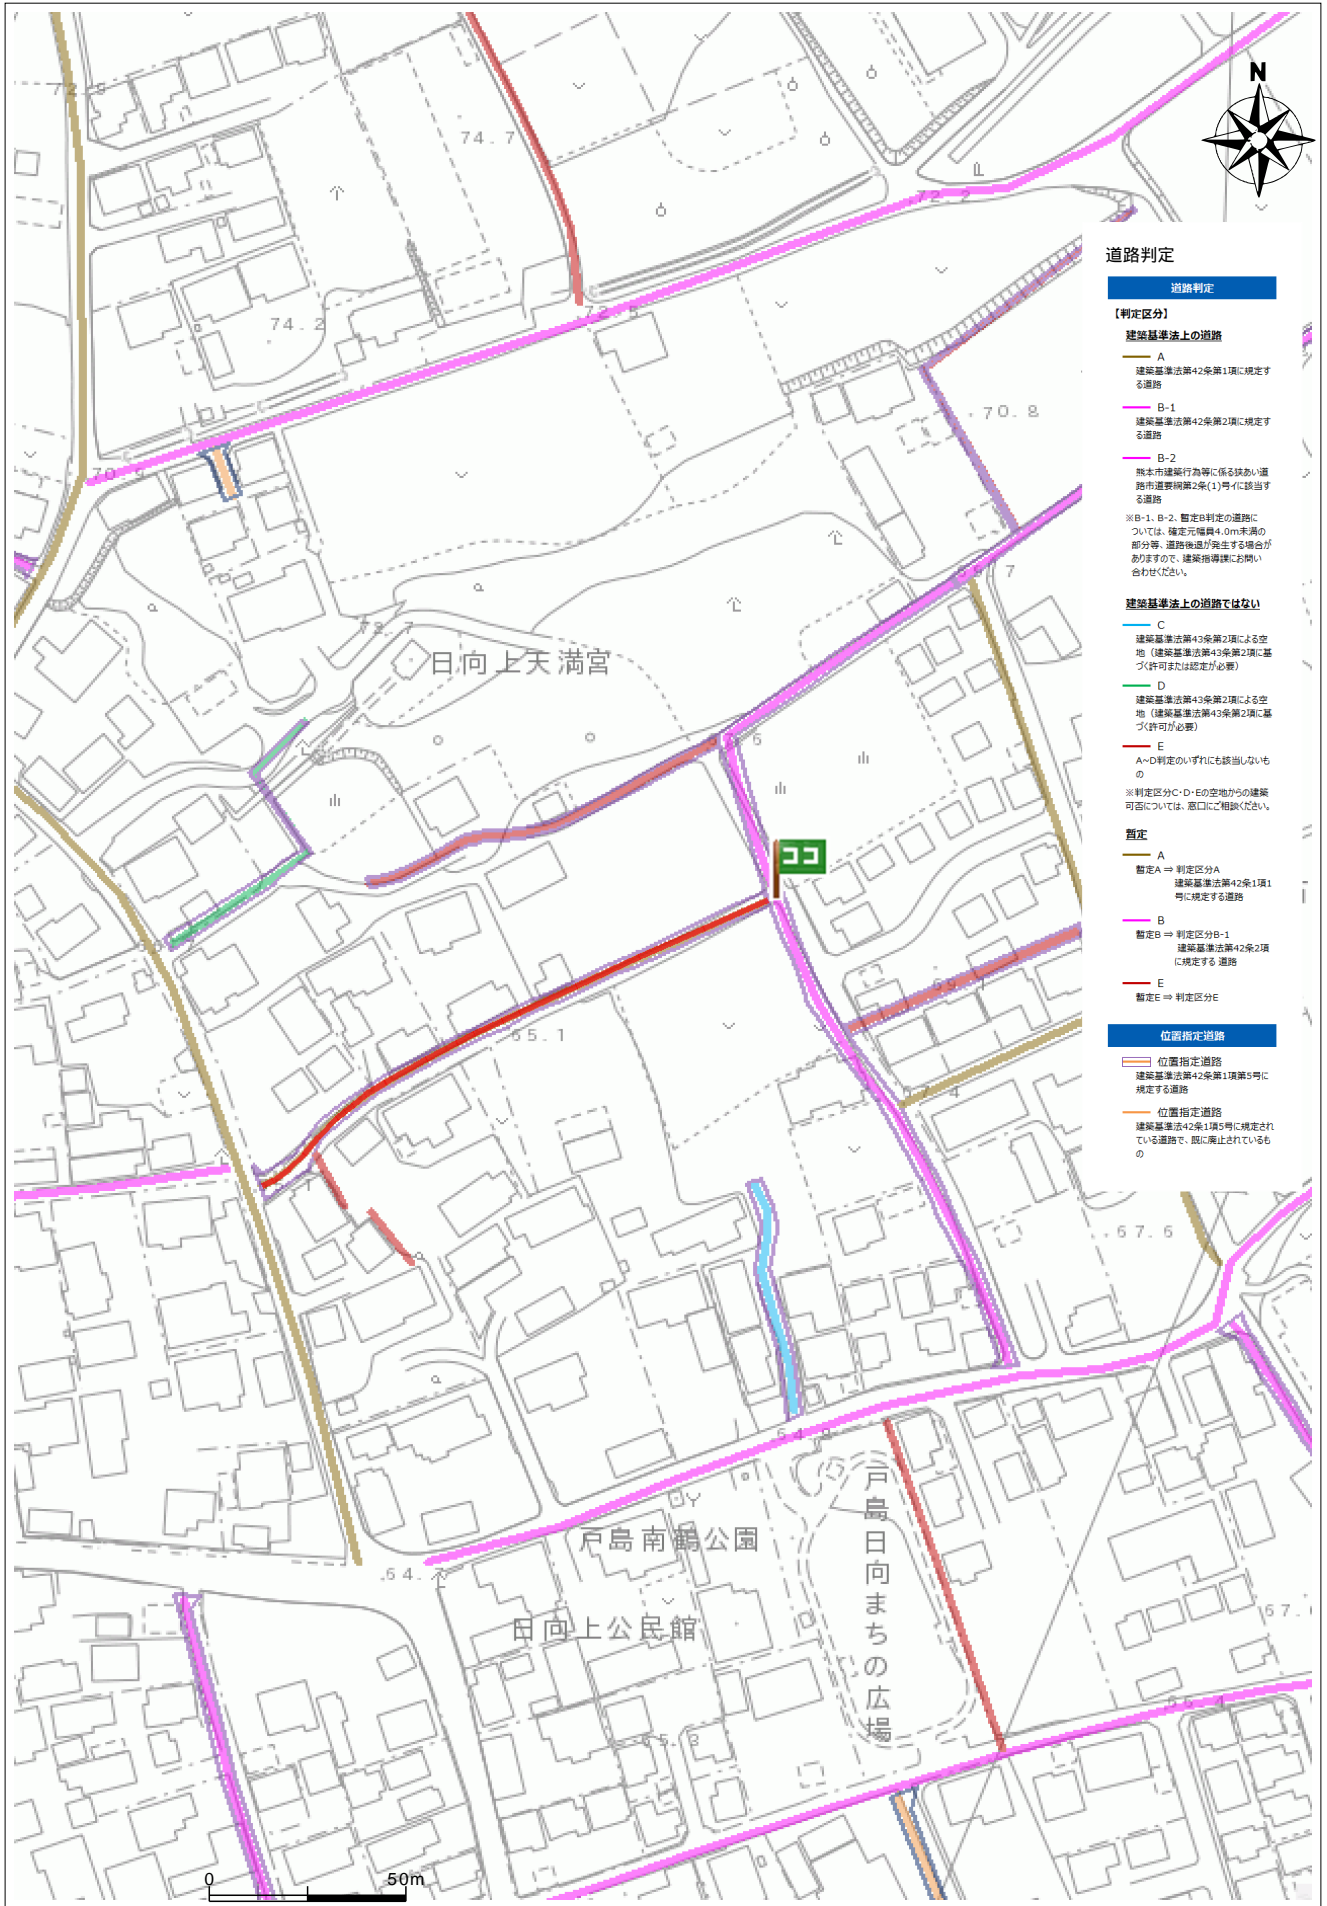 72.9
74.7
N
72.2
72.5
74.2
70.8
70.9
69.7
72.7
日向上天満宮
ココ
65.1
69.1
67.4
67.6
64.8
戸島南鶴公園
64.7
日向上公民館
戸島日向まちの広場
65.3
66.4
0
50m
道路判定
道路判定
【判定区分】
建築基準法上の道路
A
建築基準法第42条第1項に規定す
る道路
B-1
建築基準法第42条第2項に規定す
る道路
B-2
熊本市建築行為等に係る狭あい道
路市道要綱第2条(1)号イに該当す
る道路
※B-1、B-2、暫定B判定の道路に
ついては、確定元幅員4.0m未満の
部分等、道路後退が発生する場合が
ありますので、建築指導課にお問い
合わせください。
建築基準法上の道路ではない
C
建築基準法第43条第2項による空
地（建築基準法第43条第2項に基
づく許可または認定が必要）
D
建築基準法第43条第2項による空
地（建築基準法第43条第2項に基
づく許可が必要）
E
A~D判定のいずれにも該当しないも
の
※判定区分C・D・Eの空地からの建築
可否については、窓口にご相談ください。
暫定
A
暫定A ⇒ 判定区分A
建築基準法第42条1項1
号に規定する道路
B
暫定B ⇒ 判定区分B-1
建築基準法第42条2項
に規定する 道路
E
暫定E ⇒ 判定区分E
位置指定道路
位置指定道路
建築基準法第42条第1項第5号に
規定する道路
位置指定道路
建築基準法42条1項5号に規定され
ている道路で、既に廃止されているも
の